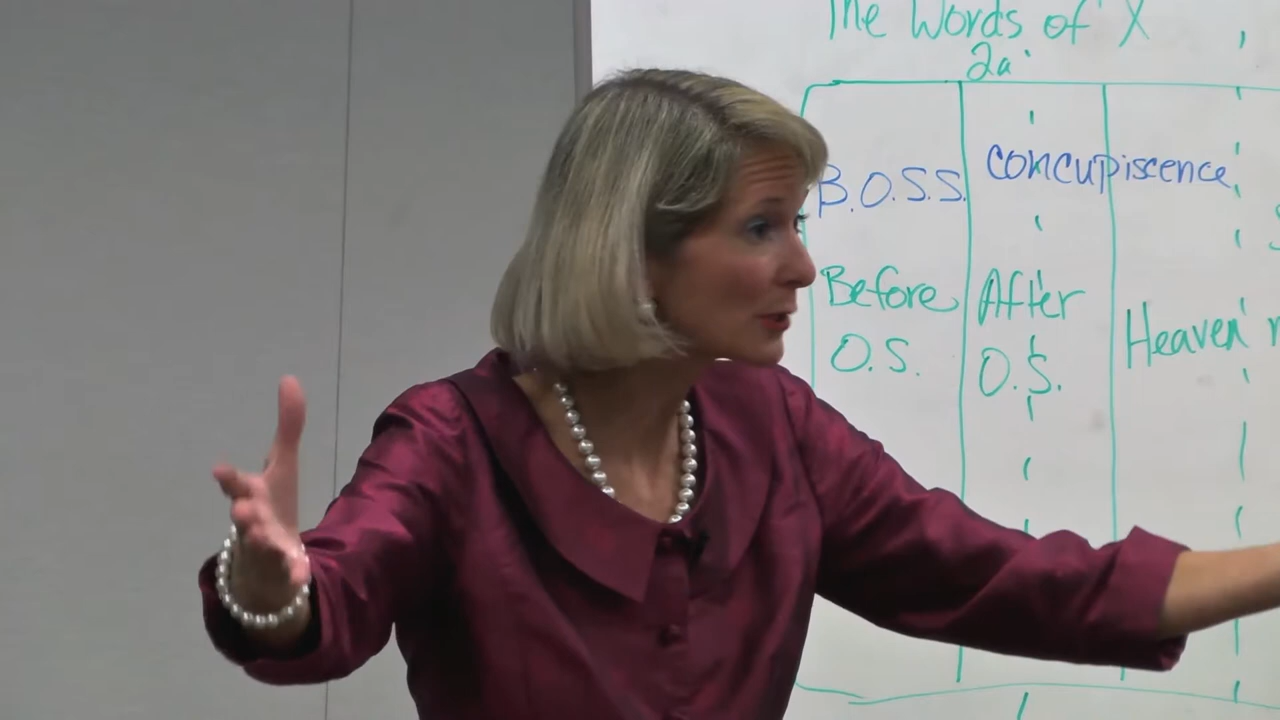 The Words of X
2a
B.O.S.S.
concupiscence
Before
O.S.
After
O.S.
Heaven